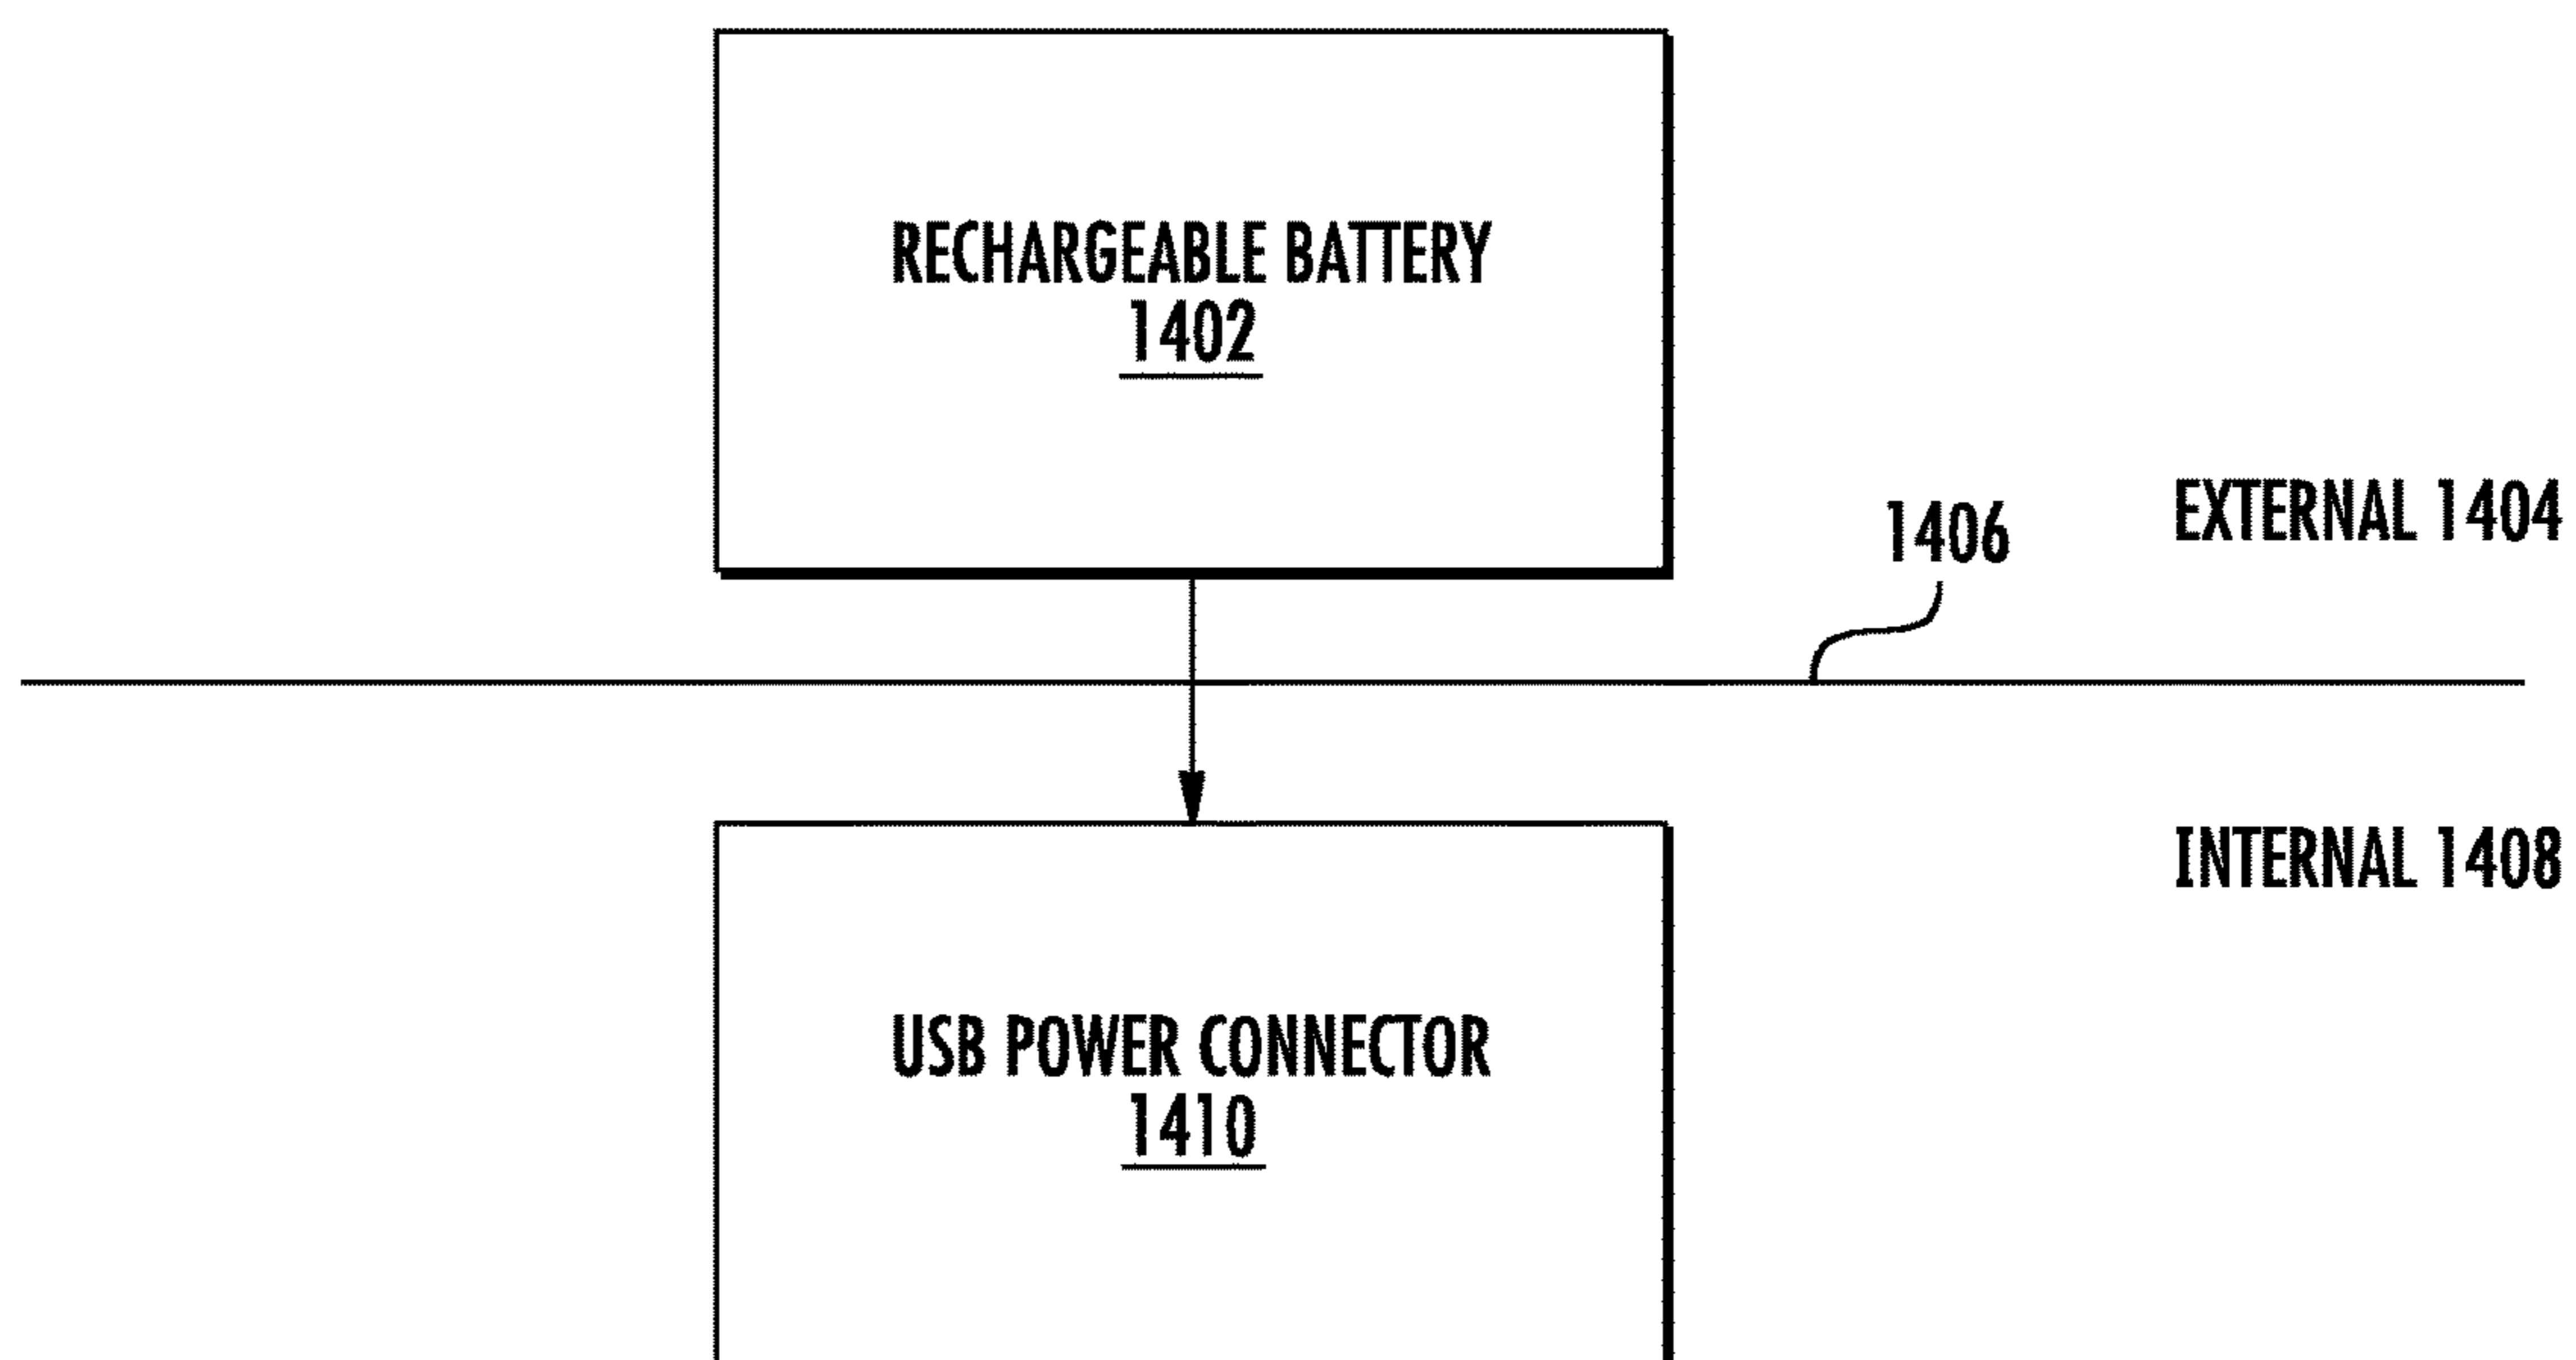 RECHARGEABLE BATTERY
1402
EXTERNAL 1404
1406
INTERNAL 1408
USB POWER CONNECTOR
1410